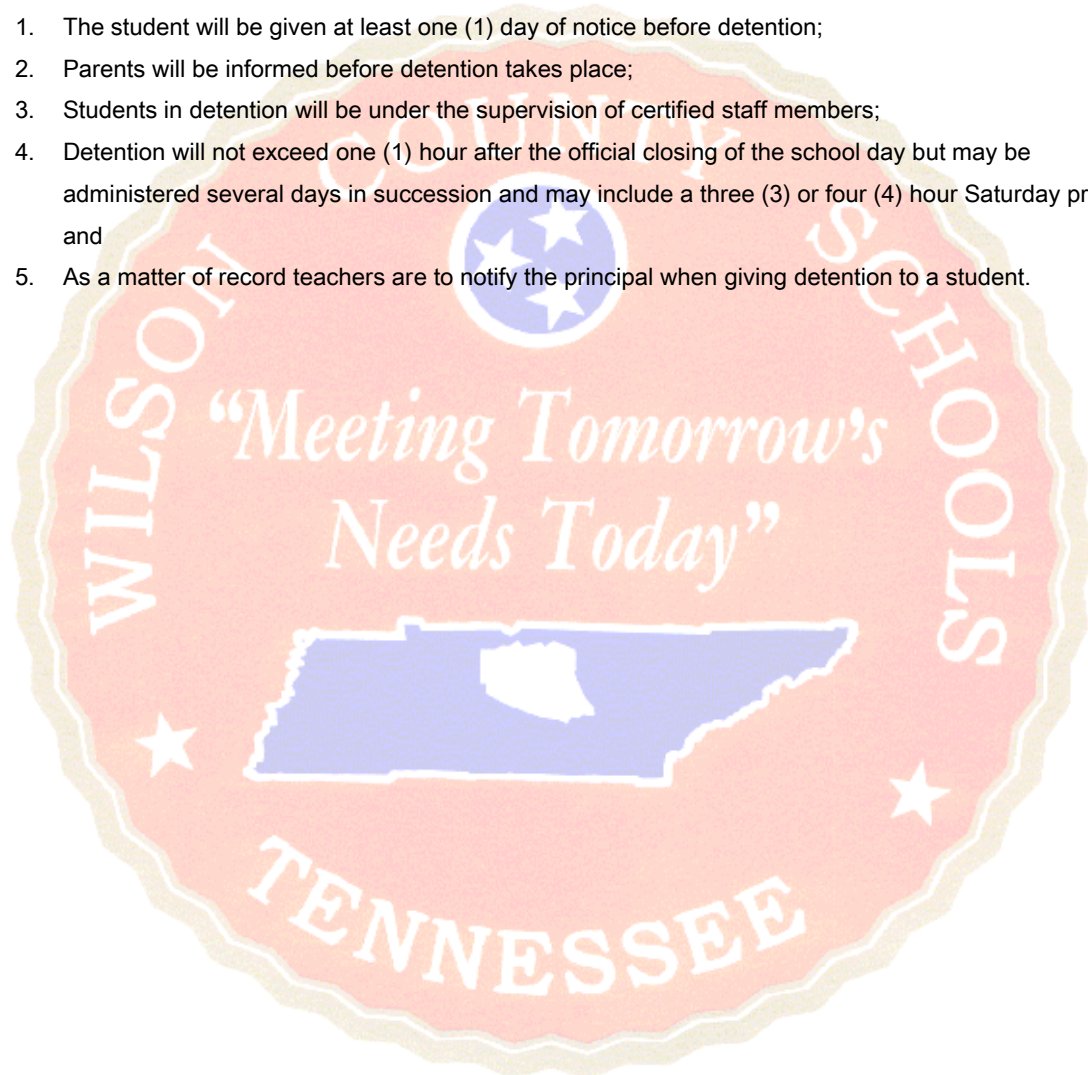 1. The student will be given at least one (1) day of notice before detention;
2. Parents will be informed before detention takes place;
3. Students in detention will be under the supervision of certified staff members;
4. Detention will not exceed one (1) hour after the official closing of the school day but may be
administered several days in succession and may include a three (3) or four (4) hour Saturday pr
and
5. As a matter of record teachers are to notify the principal when giving detention to a student.
WILSON COUNTY SCHOOLS
“Meeting Tomorrow's
Needs Today”
TENNESSEE